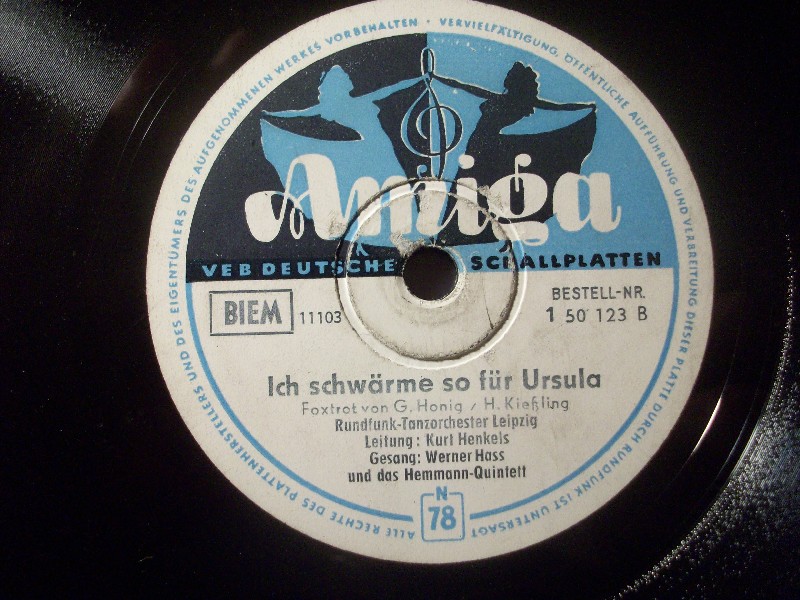 ALLE RECHTE DES PLATTENHERSTELLERS UND DES EIGENTÜMERS DES AUFGENOMMENEN WERKES VORBEHALTEN · VERVIELFÄLTIGUNG, ÖFFENTLICHE AUFFÜHRUNG UND VERBREITUNG DIESER PLATTE DURCH RUNDFUNK IST UNTERSAGT
Amiga
VEB DEUTSCHE SCHALLPLATTEN
BIEM 11103
BESTELL-NR.
1 50 123 B
Ich schwärme so für Ursula
Foxtrot von G. Honig / H. Kießling
Rundfunk-Tanzorchester Leipzig
Leitung: Kurt Henkels
Gesang: Werner Hass
und das Hemmann-Quintett
N
78